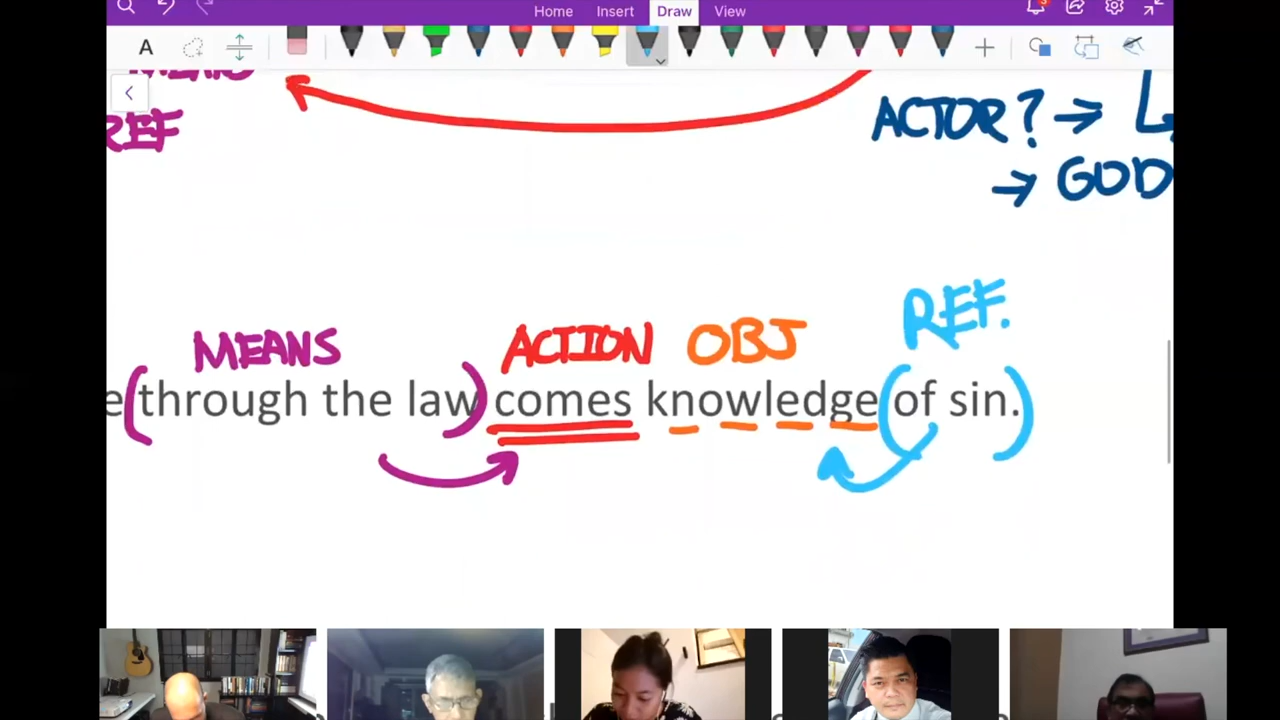 Home Insert Draw View
A
REF
ACTOR? →
→ GOD
REF.
MEANS ACTION OBJ
e (through the law) comes knowledge (of sin.)